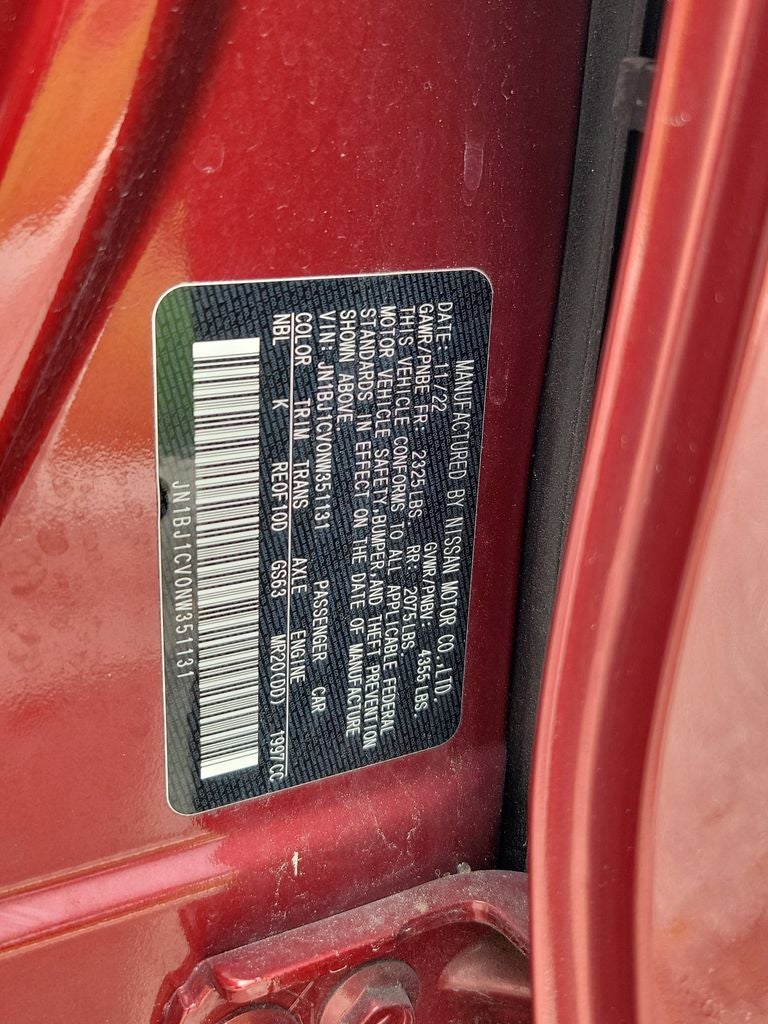 MANUFACTURED BY NISSAN MOTOR CO.,LTD.
DATE: 11/22 GVWR/PNBV: 4355 LBS.
GAWR/PNBE FR: 2325 LBS. RR: 2075 LBS
THIS VEHICLE CONFORMS TO ALL APPLICABLE FEDERAL
MOTOR VEHICLE SAFETY,BUMPER,AND THEFT PREVENTION
STANDARDS IN EFFECT ON THE DATE OF MANUFACTURE
SHOWN ABOVE.
VIN: JN1BJ1CV0NW351131 PASSENGER CAR
COLOR TRIM TRANS AXLE ENGINE
NBL K RE0F10D GS63 MR20(DD) 1997CC
JN1BJ1CV0NW351131